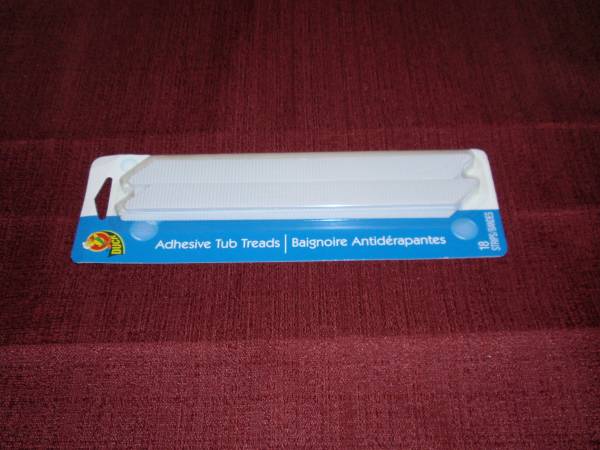 DUCK
Adhesive Tub Treads | Baignoire Antidérapantes
18
STRIPS BANDES